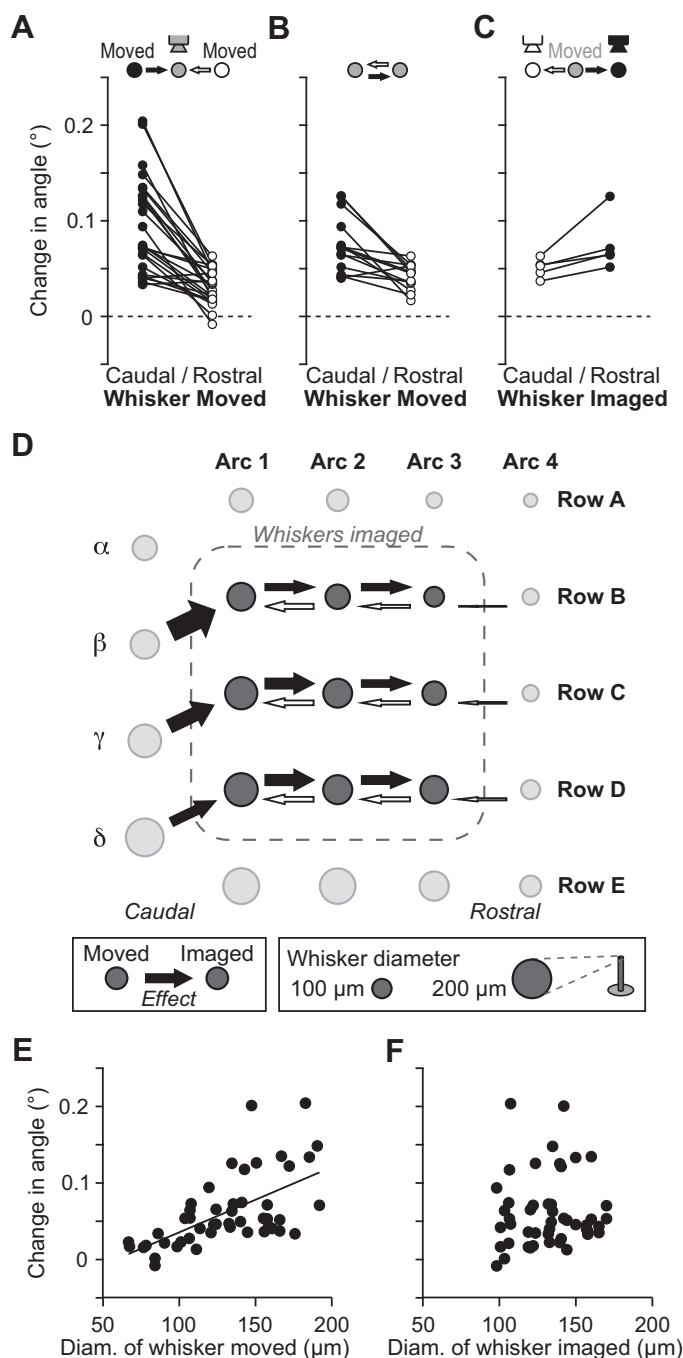 A B C
Moved Moved Moved
Change in angle (°)
0.2
0.1
0
Caudal / Rostral
Whisker Moved
Caudal / Rostral
Whisker Moved
Caudal / Rostral
Whisker Imaged
D
Arc 1 Arc 2 Arc 3 Arc 4
Row A
Whiskers imaged
α
Row B
β
Row C
γ
Row D
δ
Row E
Caudal Rostral
Moved Imaged
Effect
Whisker diameter
100 μm 200 μm
E F
Change in angle (°)
0.2
0.1
0
50 100 150 200
Diam. of whisker moved (μm)
50 100 150 200
Diam. of whisker imaged (μm)